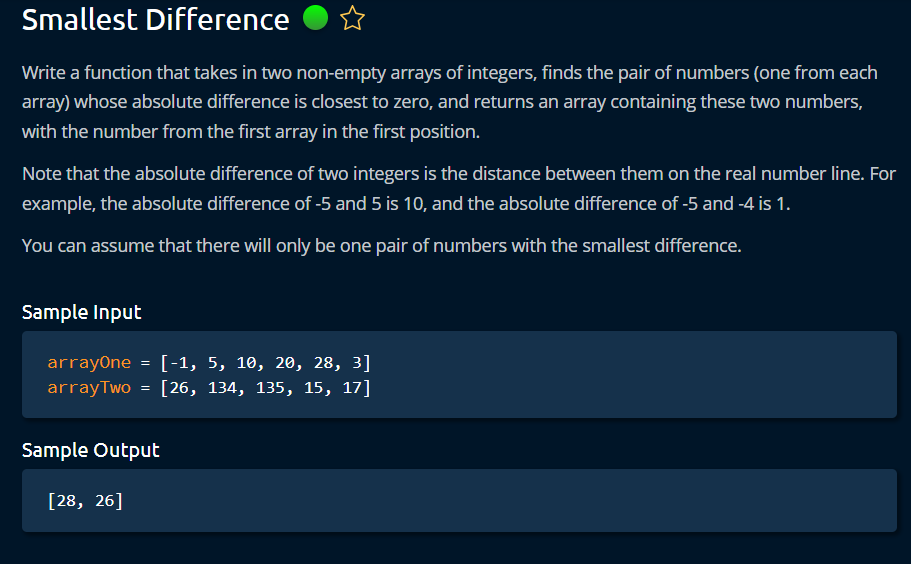 Smallest Difference
Write a function that takes in two non-empty arrays of integers, finds the pair of numbers (one from each
array) whose absolute difference is closest to zero, and returns an array containing these two numbers,
with the number from the first array in the first position.
Note that the absolute difference of two integers is the distance between them on the real number line. For
example, the absolute difference of -5 and 5 is 10, and the absolute difference of -5 and -4 is 1.
You can assume that there will only be one pair of numbers with the smallest difference.
Sample Input
arrayOne = [-1, 5, 10, 20, 28, 3]
arrayTwo = [26, 134, 135, 15, 17]
Sample Output
[28, 26]